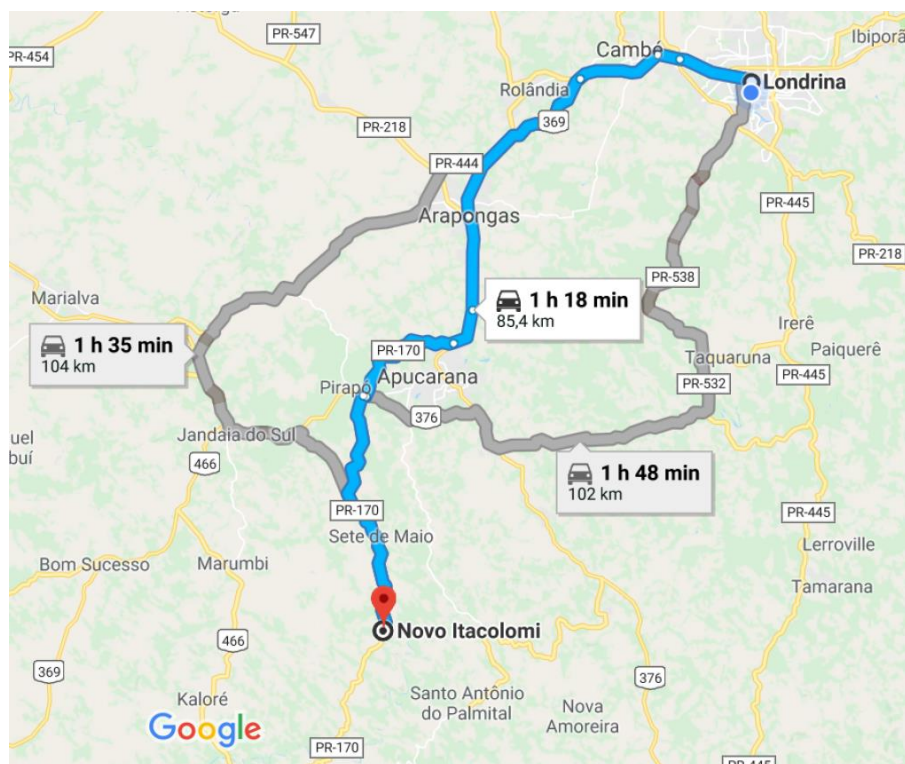 PR-547
PR-454
Ibiporã
Cambé
Londrina
Rolândia
369
PR-218
PR-444
PR-445
Arapongas
PR-218
PR-538
Marialva
1 h 18 min
85,4 km
1 h 35 min
104 km
Irerê
PR-170
Taquaruna
Paiquerê
Apucarana
PR-445
Pirapó
PR-532
376
Jandaia do Sul
uel
buí
466
1 h 48 min
102 km
PR-170
PR-445
Sete de Maio
Lerroville
Bom Sucesso
Marumbi
Tamarana
Novo Itacolomi
466
369
376
Kaloré
Santo Antônio
do Palmital
Nova
Amoreira
Google
PR-170
PR-445